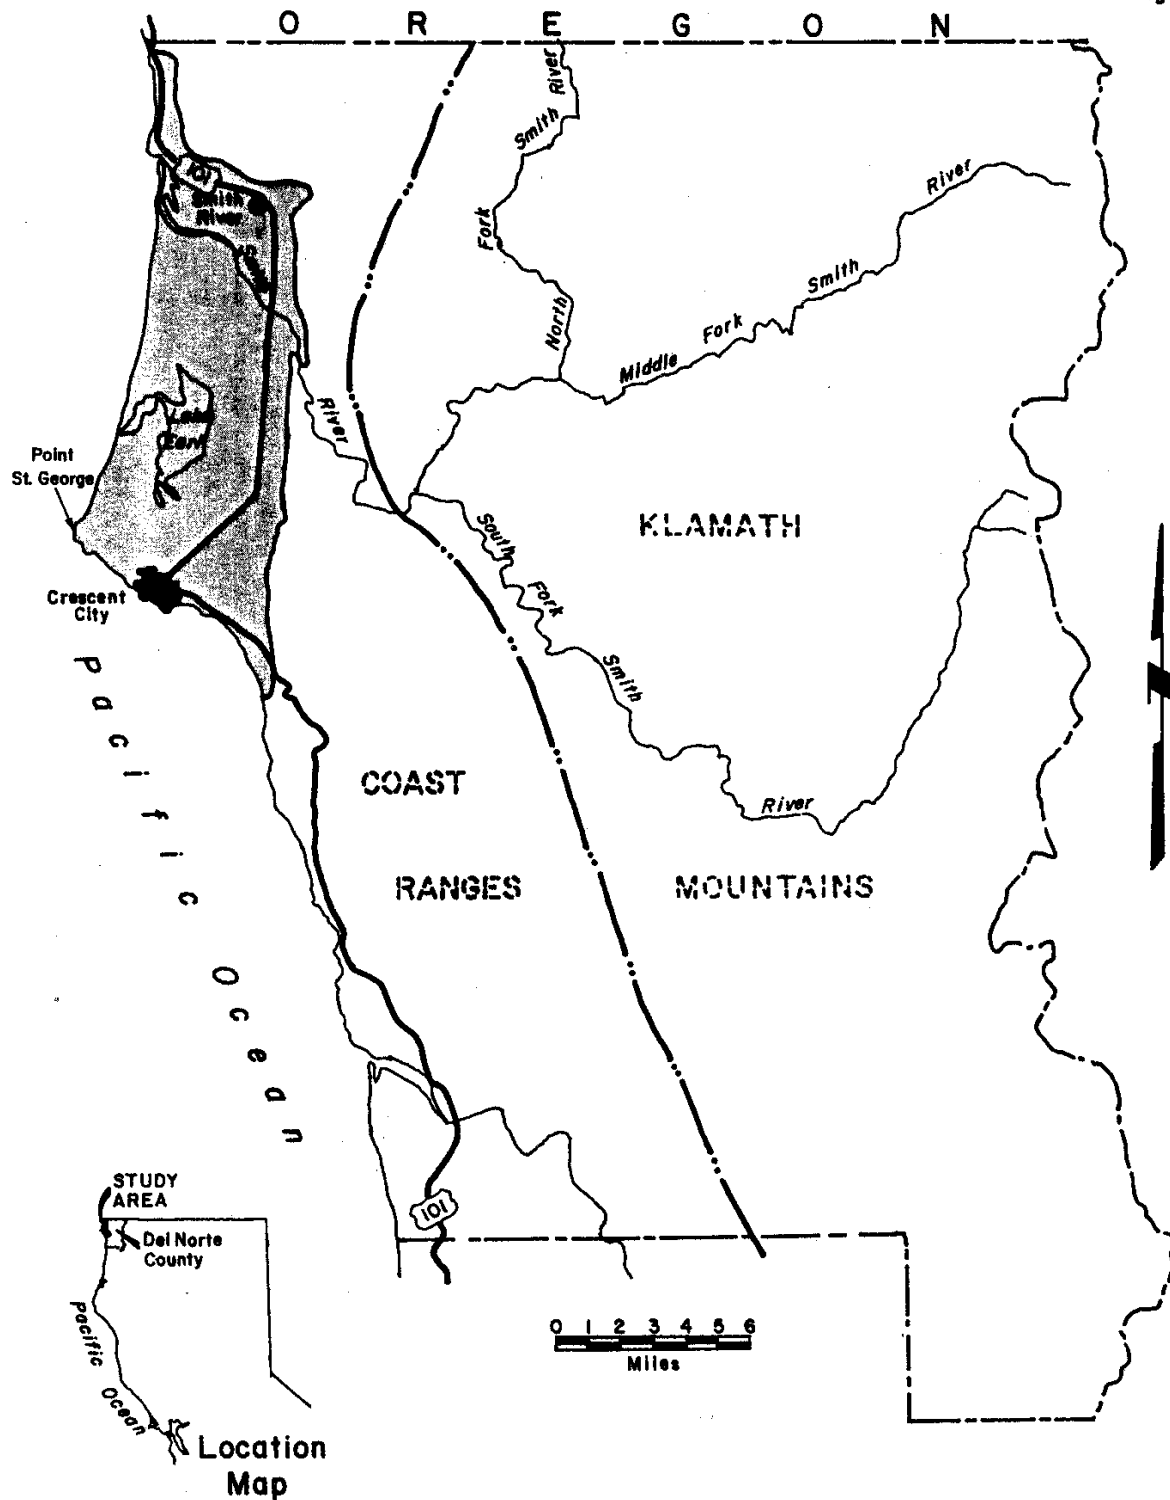 O R E G O N
Smith River
101
Smith
River
Fork
North
River
Smith
Fork
Middle
Lake
Earl
River
Point
St. George
South
Fork
Smith
River
KLAMATH
MOUNTAINS
Crescent
City
COAST
RANGES
Pacific Ocean
101
STUDY
AREA
Del Norte
County
Pacific Ocean
0 1 2 3 4 5 6
Miles
Location
Map